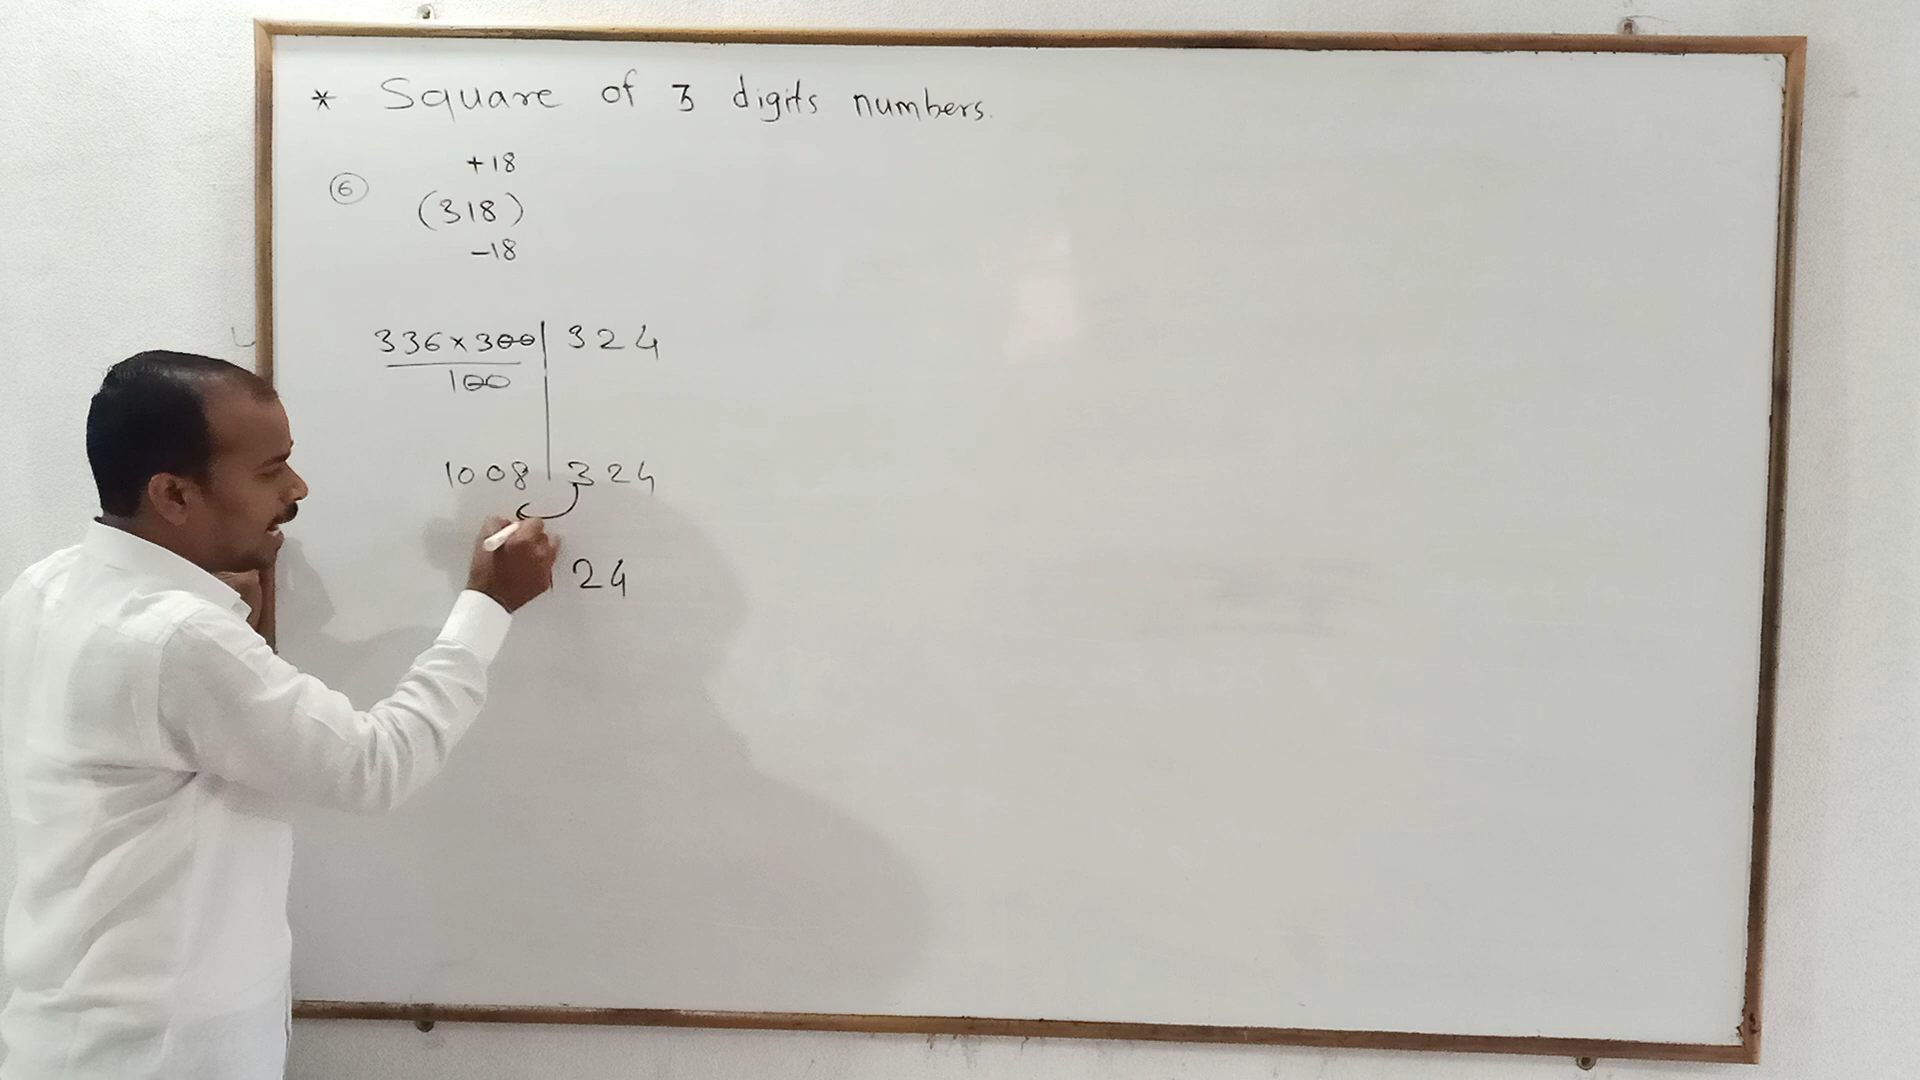 * Square of 3 digits numbers.
+18
6
(318)
-18
336×300 | 324
100
1008 | 324
24